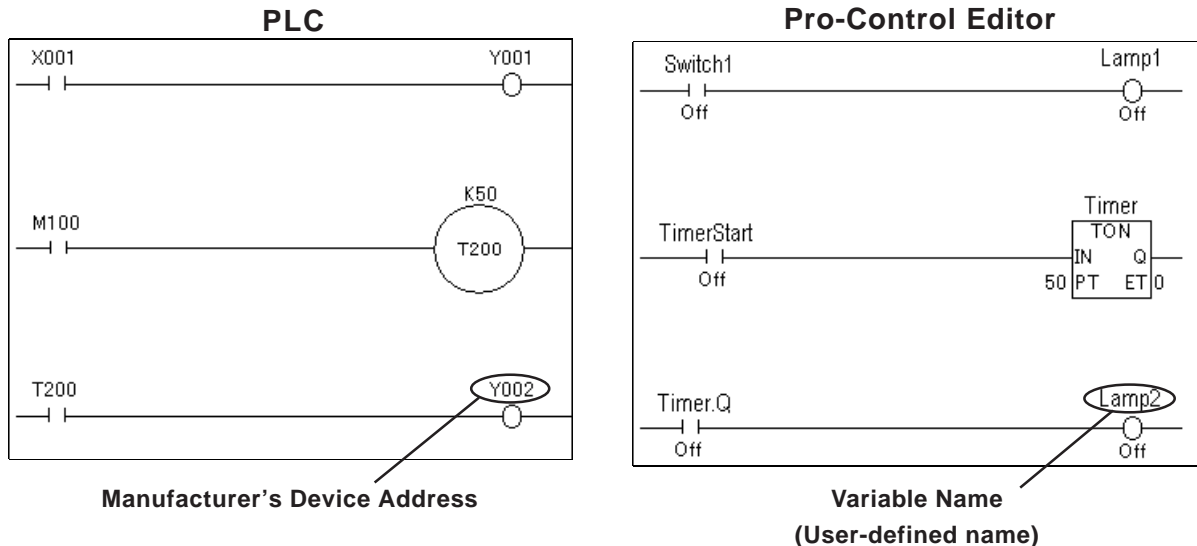 PLC
X001 Y001
K50
M100
T200
T200 Y002
Manufacturer's Device Address
Pro-Control Editor
Switch1 Lamp1
Off Off
Timer
TimerStart TON
IN Q
Off 50 PT ET 0
Timer.Q Lamp2
Off Off
Variable Name
(User-defined name)